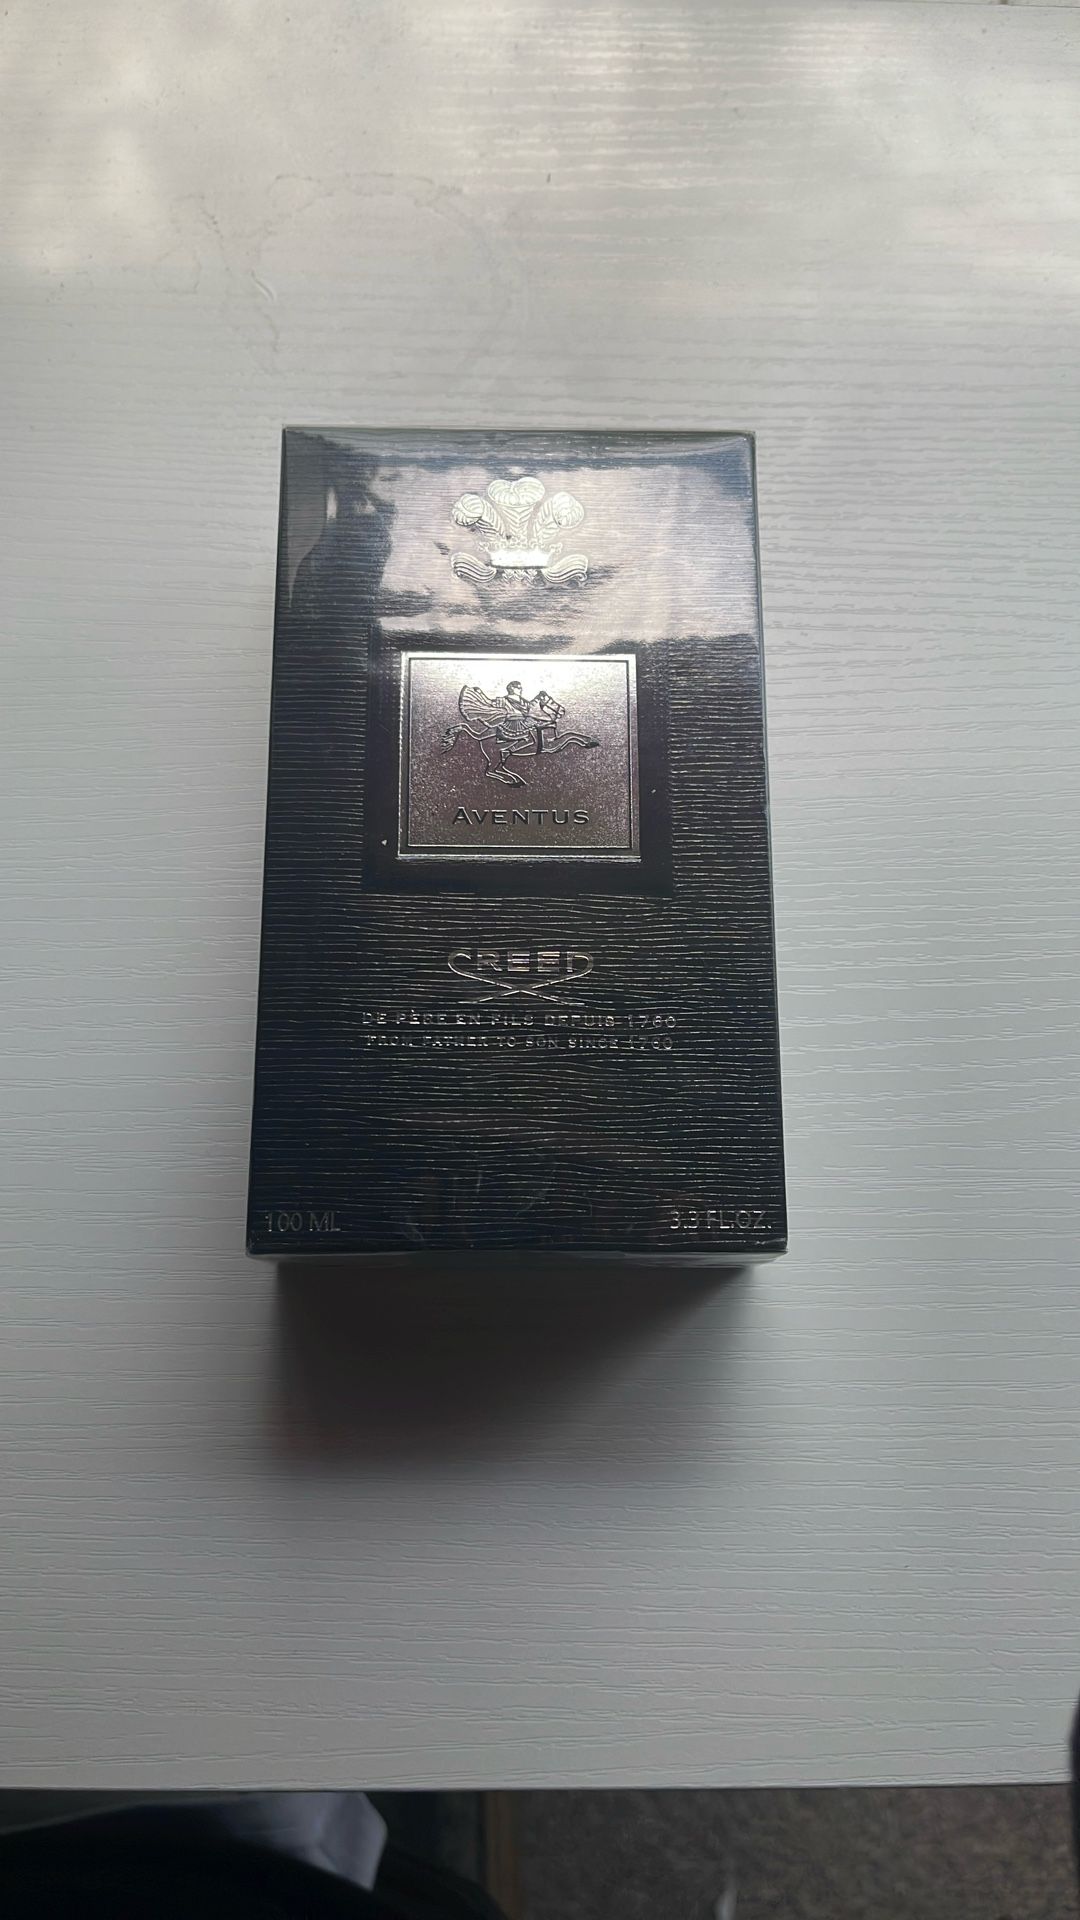 AVENTUS
CREED
DE PÈRE EN FILS DEPUIS 1760
FROM FATHER TO SON SINCE 1760
100 ML
3.3 FL.OZ.